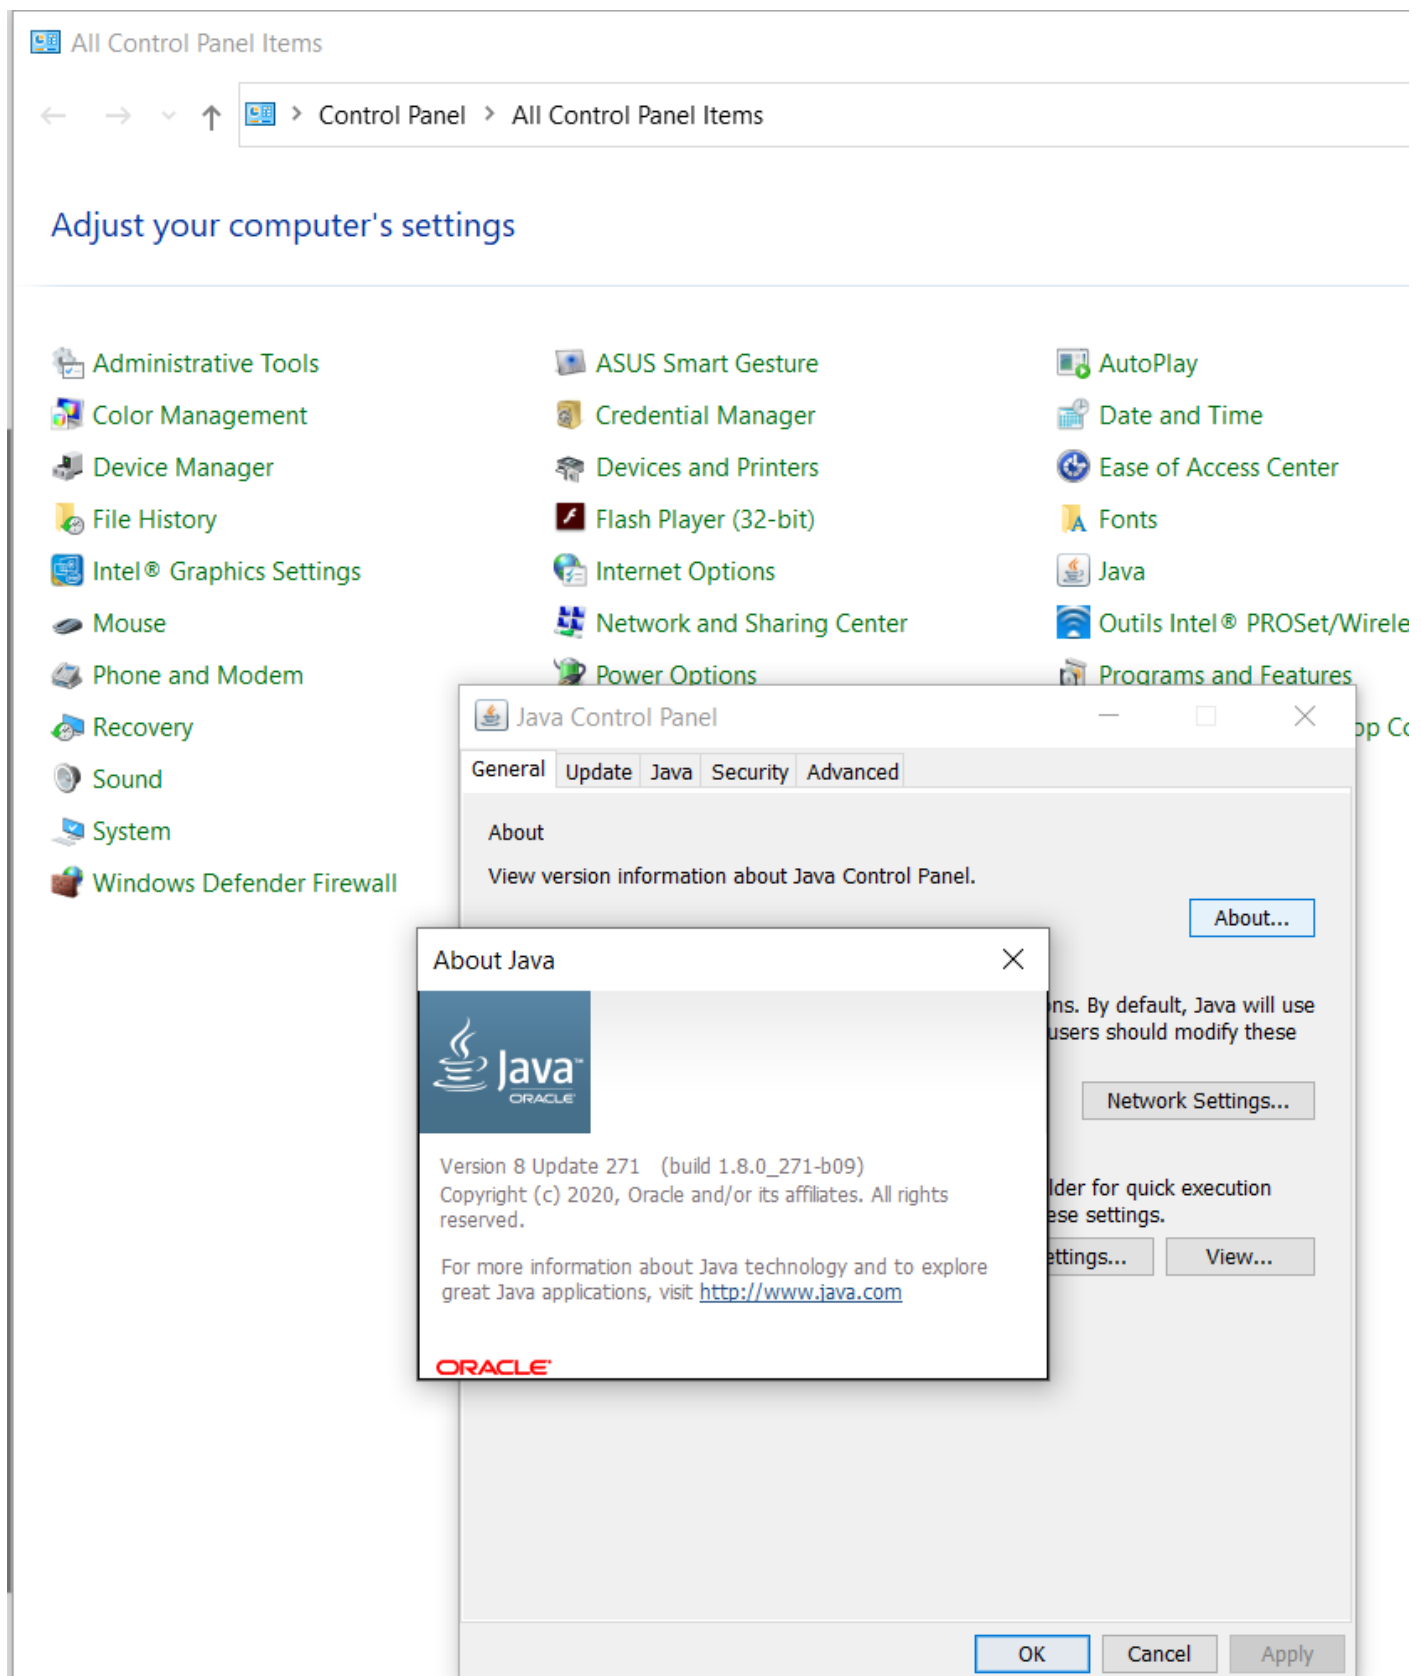 All Control Panel Items
Control Panel > All Control Panel Items
Adjust your computer's settings
Administrative Tools
ASUS Smart Gesture
AutoPlay
Color Management
Credential Manager
Date and Time
Device Manager
Devices and Printers
Ease of Access Center
File History
Flash Player (32-bit)
Fonts
Intel® Graphics Settings
Internet Options
Java
Mouse
Network and Sharing Center
Outils Intel® PROSet/Wirele
Phone and Modem
Power Options
Programs and Features
Recovery
Sound
System
Windows Defender Firewall
Java Control Panel
General Update Java Security Advanced
About
View version information about Java Control Panel.
About...
About Java
Java™
ORACLE
Version 8 Update 271 (build 1.8.0_271-b09)
Copyright (c) 2020, Oracle and/or its affiliates. All rights
reserved.
For more information about Java technology and to explore
great Java applications, visit http://www.java.com
ORACLE
By default, Java will use
users should modify these
Network Settings...
for quick execution
settings.
View...
OK Cancel Apply